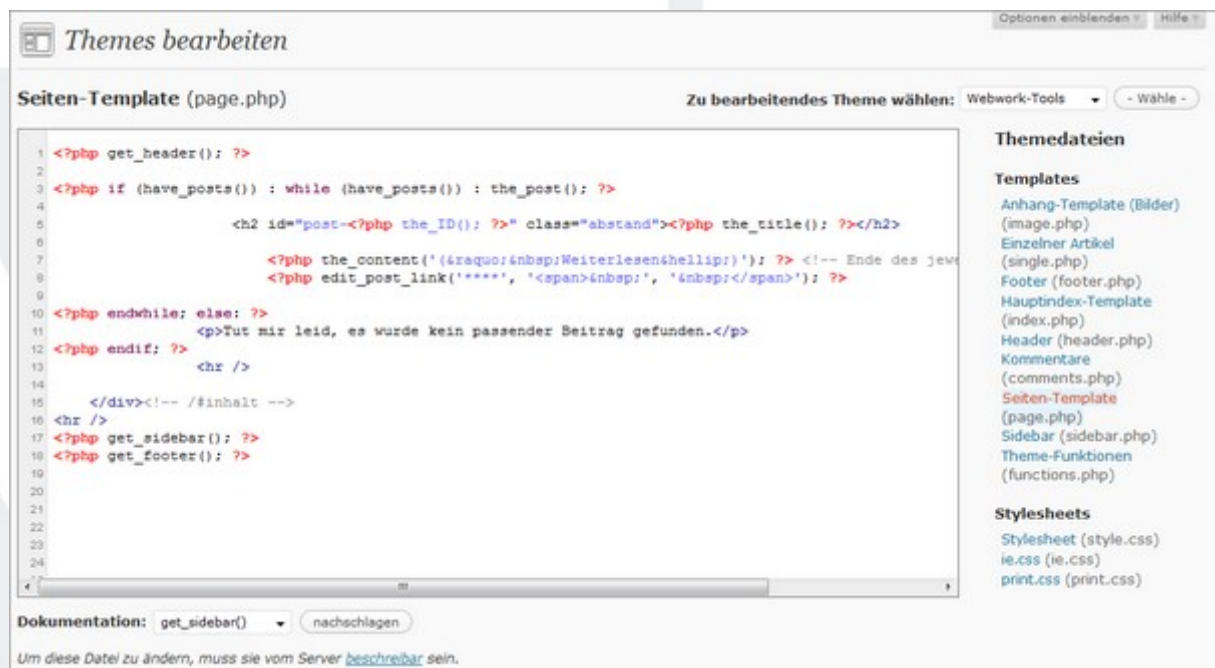 Optionen einblenden Hilfe
Themes bearbeiten
Seiten-Template (page.php)
Zu bearbeitendes Theme wählen: Webwork-Tools - Wähle -
1 <?php get_header(); ?>
2
3 <?php if (have_posts()) : while (have_posts()) : the_post(); ?>
4
5 <h2 id="post-<?php the_ID(); ?>" class="abstand"><?php the_title(); ?></h2>
6
7 <?php the_content('(&raquo;&nbsp;Weiterlesen&hellip;)'); ?> <!-- Ende des jewe
8 <?php edit_post_link('****', '<span>&nbsp;', '&nbsp;</span>'); ?>
9
10 <?php endwhile; else: ?>
11 <p>Tut mir leid, es wurde kein passender Beitrag gefunden.</p>
12 <?php endif; ?>
13 <hr />
14
15 </div><!-- /#inhalt -->
16 <hr />
17 <?php get_sidebar(); ?>
18 <?php get_footer(); ?>
19
20
21
22
23
24
Themedateien
Templates
Anhang-Template (Bilder)
(image.php)
Einzelner Artikel
(single.php)
Footer (footer.php)
Hauptindex-Template
(index.php)
Header (header.php)
Kommentare
(comments.php)
Seiten-Template
(page.php)
Sidebar (sidebar.php)
Theme-Funktionen
(functions.php)
Stylesheets
Stylesheet (style.css)
ie.css (ie.css)
print.css (print.css)
Dokumentation: get_sidebar() nachschlagen
Um diese Datei zu ändern, muss sie vom Server beschreibar sein.